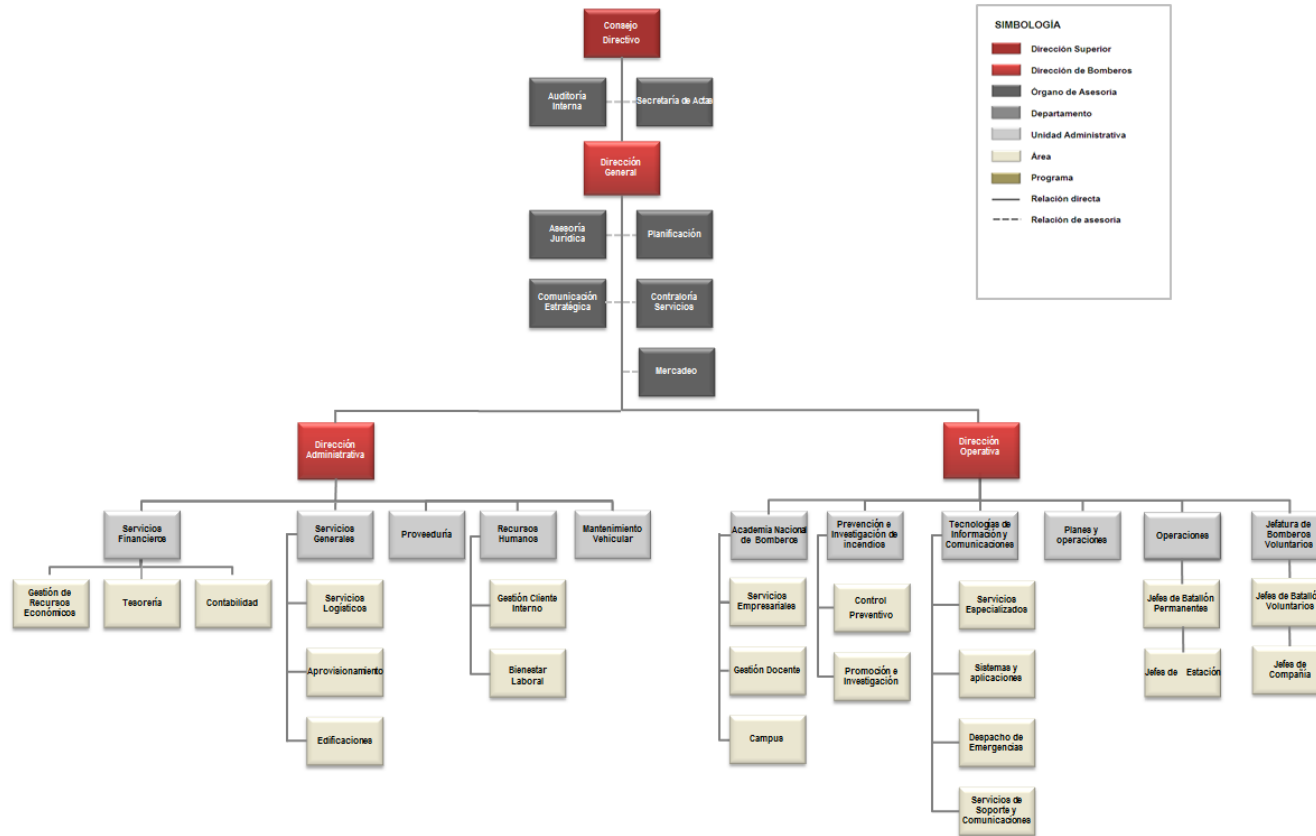 Consejo
Directivo
Auditoría
Interna
Secretaría de Actas
Dirección
General
Asesoría
Jurídica
Planificación
Comunicación
Estratégica
Contraloría
Servicios
Mercadeo
SIMBOLOGÍA
Dirección Superior
Dirección de Bomberos
Órgano de Asesoría
Departamento
Unidad Administrativa
Área
Programa
Relación directa
Relación de asesoría
Dirección
Administrativa
Servicios
Financieros
Servicios
Generales
Proveeduría
Recursos
Humanos
Mantenimiento
Vehicular
Gestión de
Recursos
Económicos
Tesorería
Contabilidad
Servicios
Logísticos
Aprovisionamiento
Edificaciones
Gestión Cliente
Interno
Bienestar
Laboral
Dirección
Operativa
Academia Nacional
de Bomberos
Prevención e
Investigación de
incendios
Tecnologías de
Información y
Comunicaciones
Planes y
operaciones
Operaciones
Jefatura de
Bomberos
Voluntarios
Servicios
Empresariales
Gestión Docente
Campus
Control
Preventivo
Promoción e
Investigación
Servicios
Especializados
Sistemas y
aplicaciones
Despacho de
Emergencias
Servicios de
Soporte y
Comunicaciones
Jefes de Batallón
Permanentes
Jefes de Estación
Jefes de Batallón
Voluntarios
Jefes de
Compañía